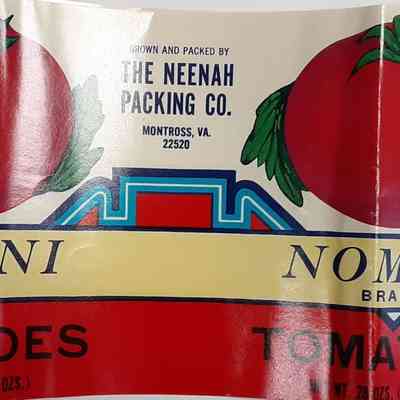 GROWN AND PACKED BY
THE NEENAH
PACKING CO.
MONTROSS, VA.
22520
NI
NOM
BRA
OES
TOMA
OZS.)
NET WT. 28 OZS. (